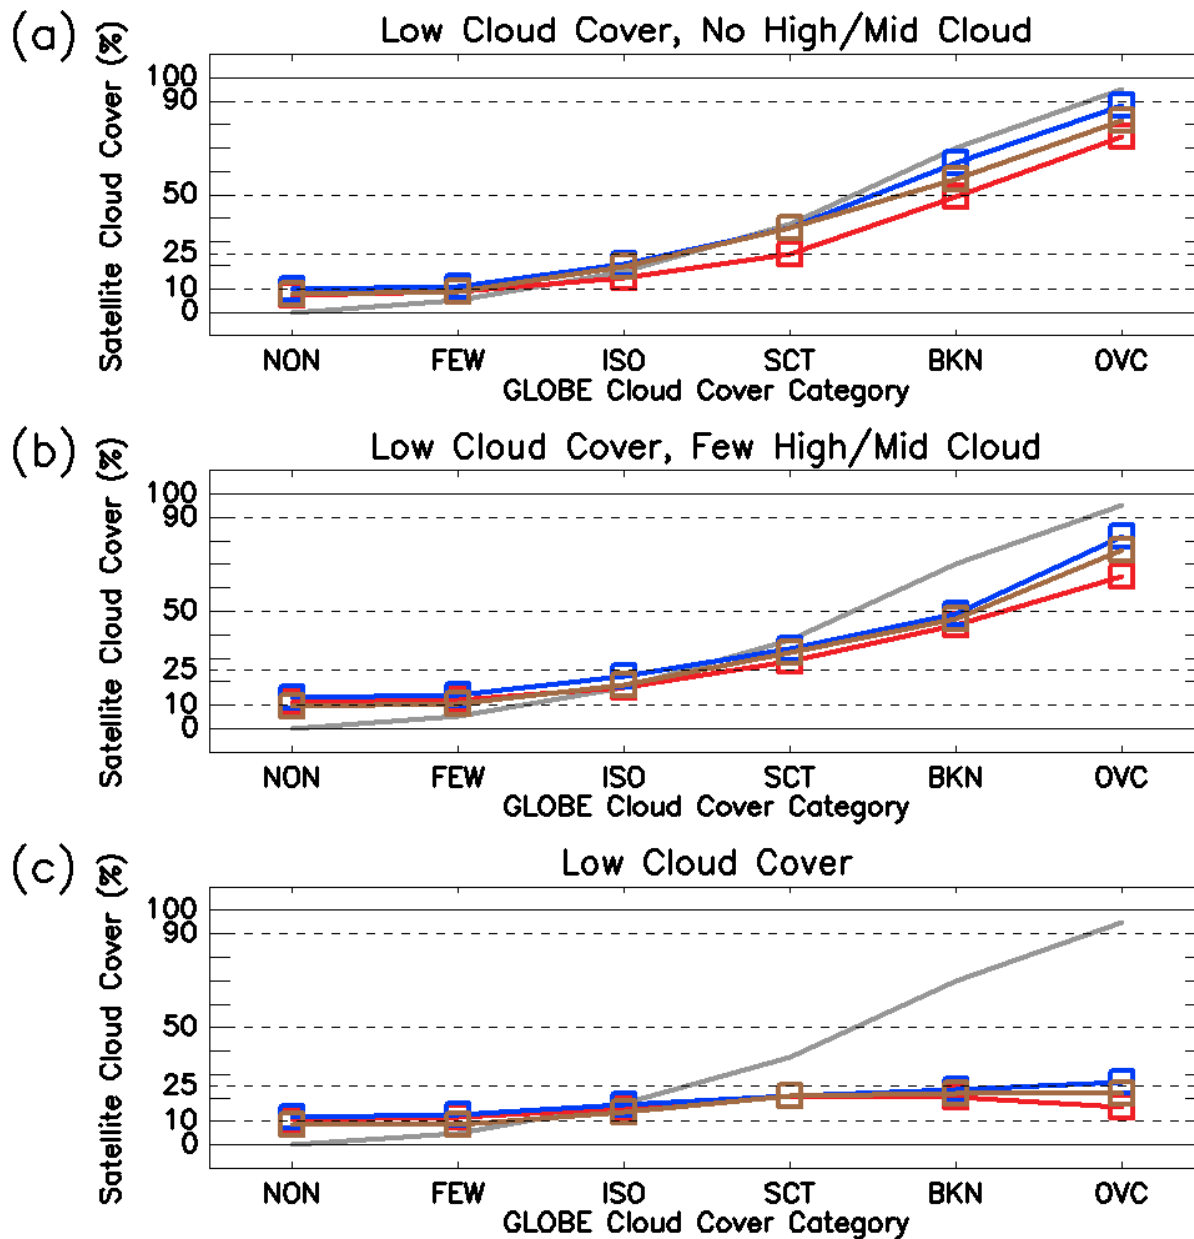 (a) Low Cloud Cover, No High/Mid Cloud
Satellite Cloud Cover (%)
100
90
50
25
10
0
NON FEW ISO SCT BKN OVC
GLOBE Cloud Cover Category
(b) Low Cloud Cover, Few High/Mid Cloud
Satellite Cloud Cover (%)
100
90
50
25
10
0
NON FEW ISO SCT BKN OVC
GLOBE Cloud Cover Category
(c) Low Cloud Cover
Satellite Cloud Cover (%)
100
90
50
25
10
0
NON FEW ISO SCT BKN OVC
GLOBE Cloud Cover Category